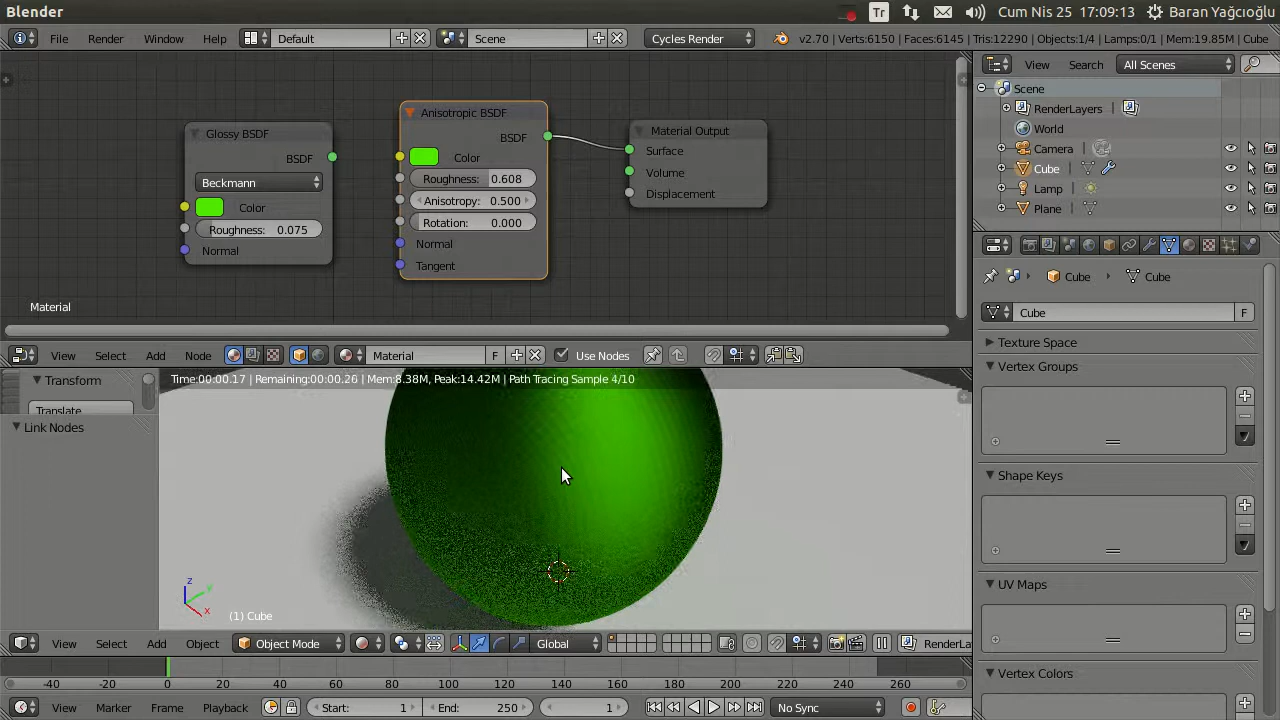 Blender
Tr
Cum Nis 25 17:09:13
Baran Yağcıoğlu
File Render Window Help
Default
Scene
Cycles Render
v2.70 | Verts:6150 | Faces:6145 | Tris:12290 | Objects:1/4 | Lamps:0/1 | Mem:19.85M | Cube
Glossy BSDF
BSDF
Beckmann
Color
Roughness: 0.075
Normal
Anisotropic BSDF
BSDF
Color
Roughness: 0.608
Anisotropy: 0.500
Rotation: 0.000
Normal
Tangent
Material Output
Surface
Volume
Displacement
Material
View Select Add Node
Material
F
Use Nodes
Transform
Translate
Link Nodes
Time:00:00.17 | Remaining:00:00.26 | Mem:8.38M, Peak:14.42M | Path Tracing Sample 4/10
z
y
x
(1) Cube
View Select Add Object
Object Mode
Global
RenderLa
-40 -20 0 20 40 60 80 100 120 140 160 180 200 220 240 260
View Marker Frame Playback
Start: 1
End: 250
1
No Sync
View Search
All Scenes
Scene
RenderLayers
World
Camera
Cube
Lamp
Plane
Cube
Cube
Cube
F
Texture Space
Vertex Groups
Shape Keys
UV Maps
Vertex Colors